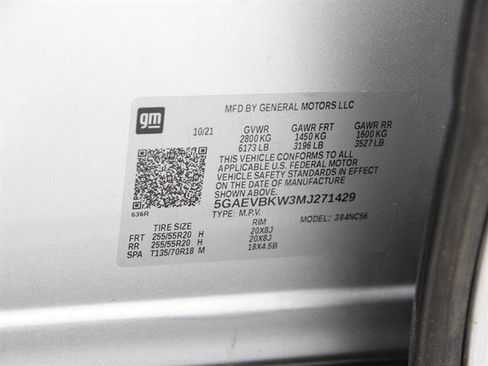 gm
MFD BY GENERAL MOTORS LLC
10/21 GVWR GAWR FRT GAWR RR
2800 KG 1450 KG 1600 KG
6173 LB 3196 LB 3527 LB
THIS VEHICLE CONFORMS TO ALL
APPLICABLE U.S. FEDERAL MOTOR
VEHICLE SAFETY STANDARDS IN EFFECT
ON THE DATE OF MANUFACTURE
SHOWN ABOVE.
5GAEVBKW3MJ271429
636R
TYPE: M.P.V. MODEL: 394NC56
TIRE SIZE RIM
FRT 255/55R20 H 20X8J
RR 255/55R20 H 20X8J
SPA T135/70R18 M 18X4.5B